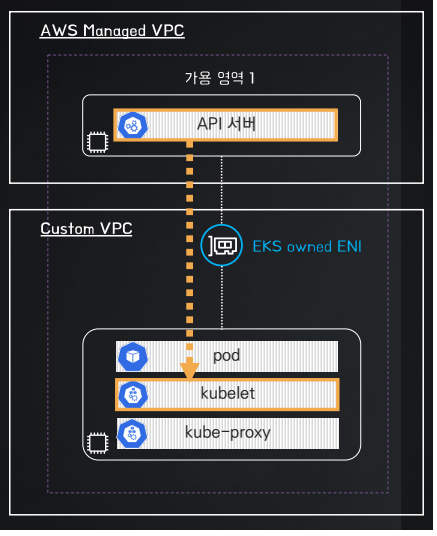 AWS Managed VPC
가용 영역 1
API 서버
Custom VPC
EKS owned ENI
pod
kubelet
kube-proxy